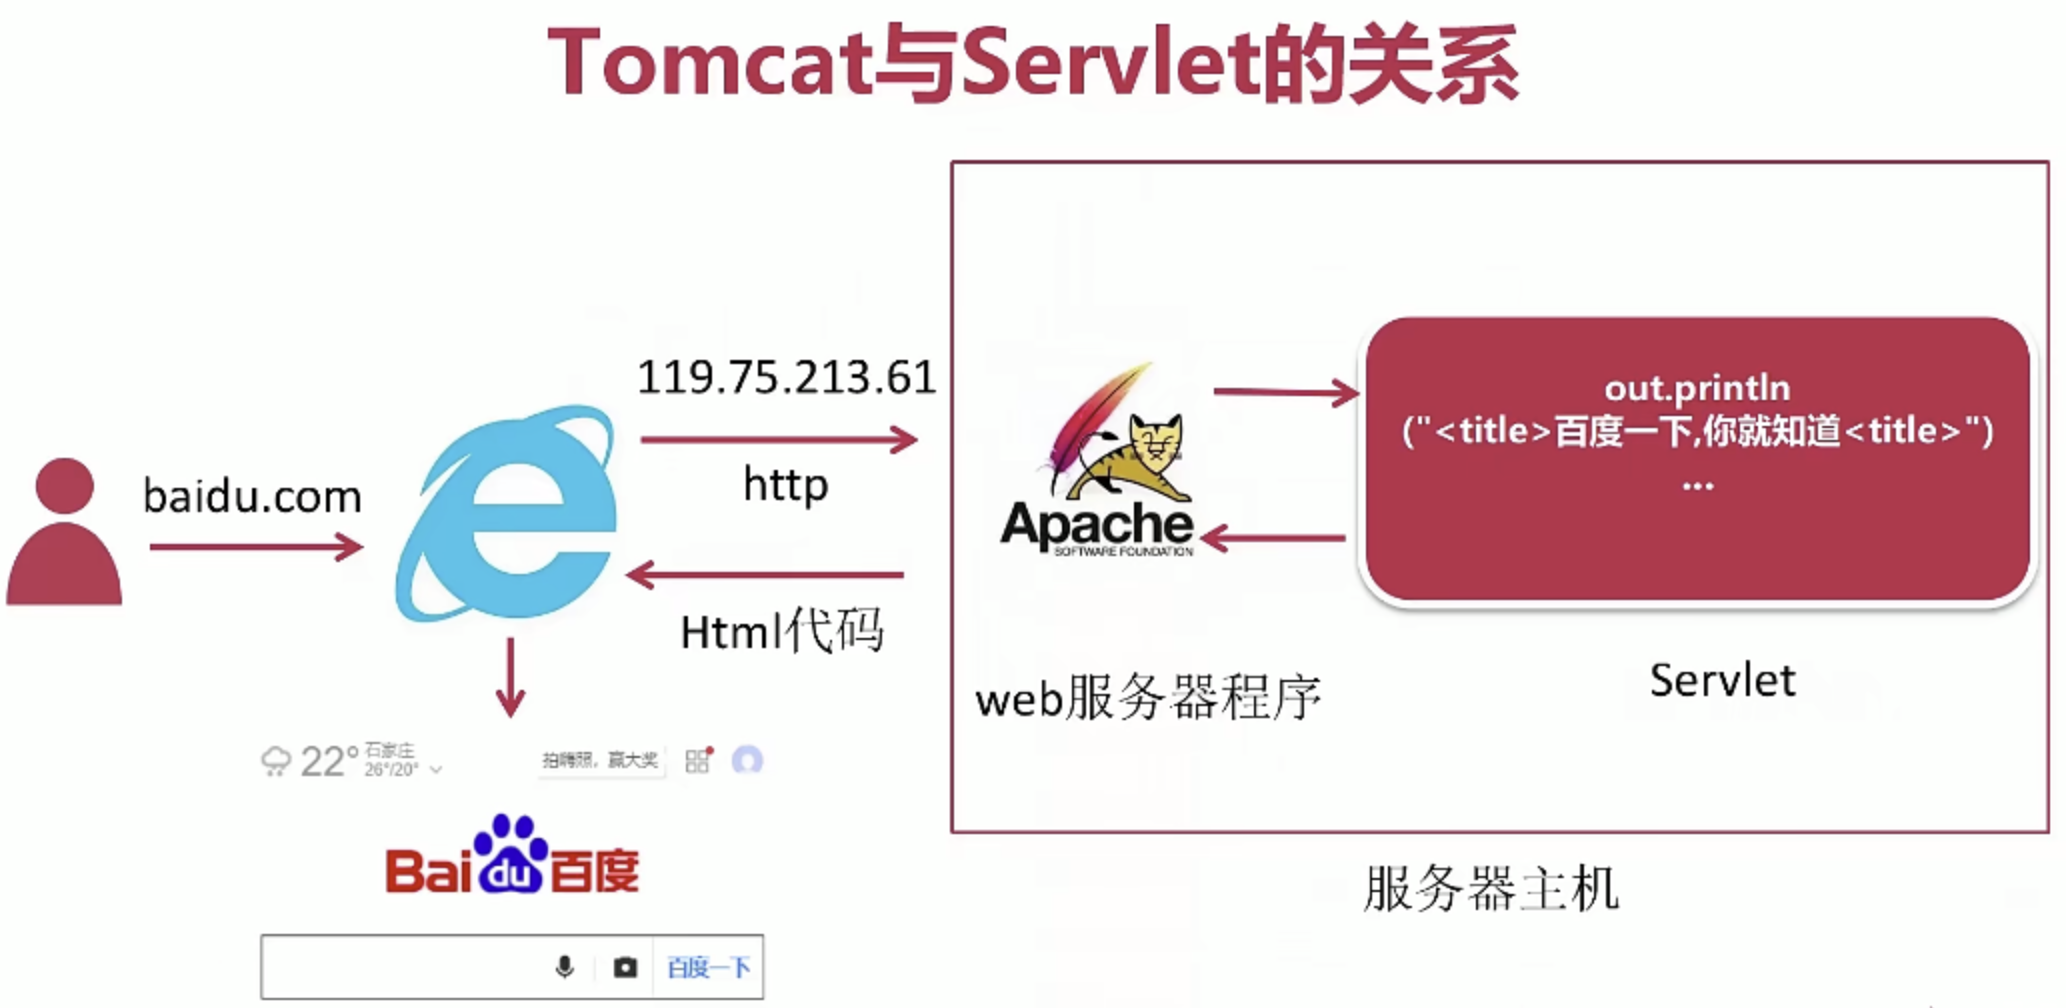 Tomcat与Servlet的关系
baidu.com
119.75.213.61
http
Html代码
Apache
SOFTWARE FOUNDATION
web服务器程序
out.println
("<title>百度一下,你就知道<title>")
...
Servlet
服务器主机
22° 石家庄
26°/20°
拍晴照，赢大奖
Bai du 百度
百度一下